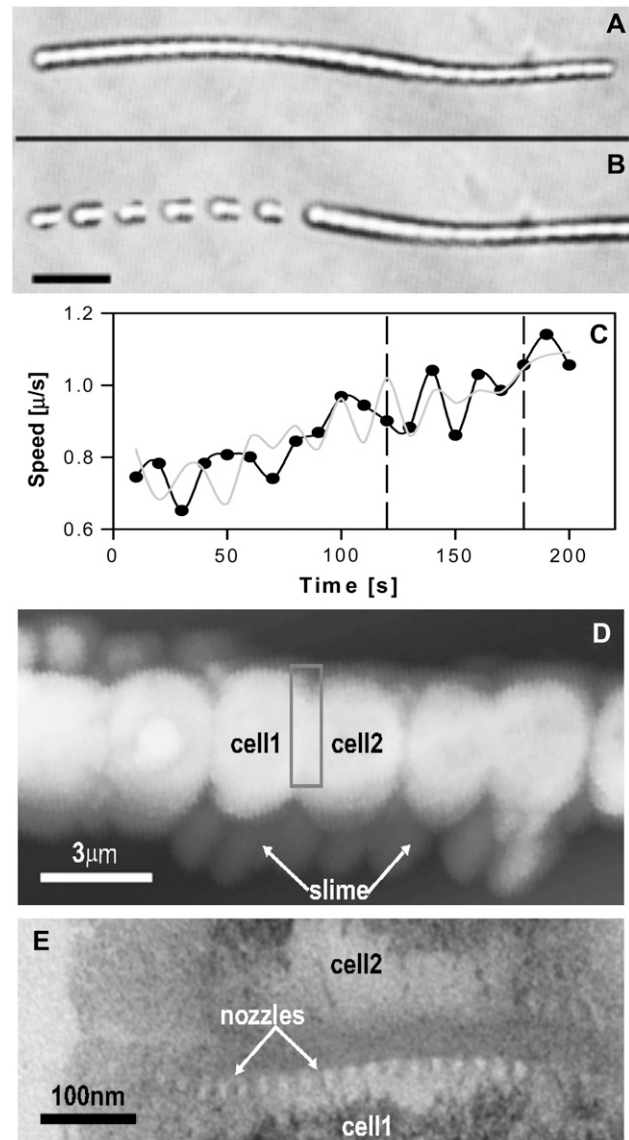 A
B
C
1.2
1.0
0.8
0.6
Speed [μ/s]
0 50 100 150 200
Time [s]
D
cell1 cell2
3μm
slime
E
cell2
nozzles
100nm
cell1